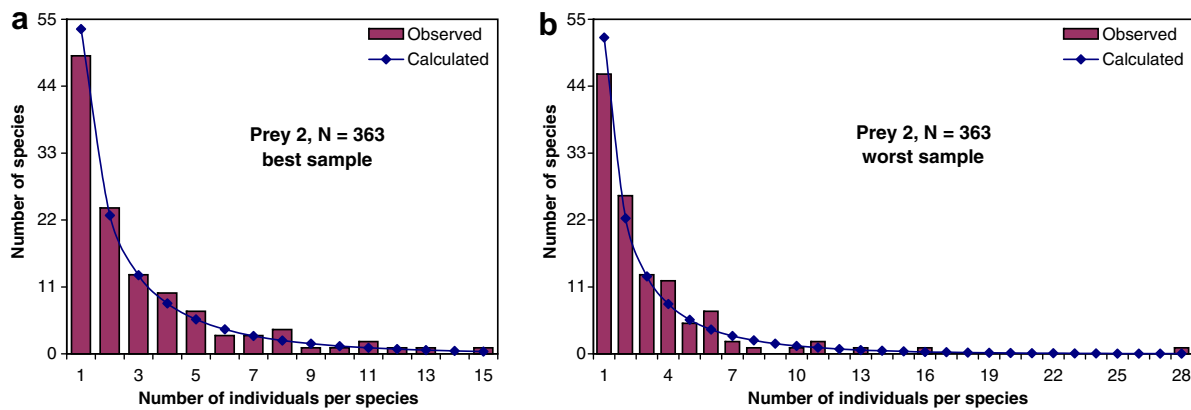 a
55
44
33
22
11
0
Number of species
Observed
Calculated
Prey 2, N = 363
best sample
1 3 5 7 9 11 13 15
Number of individuals per species
b
55
44
33
22
11
0
Number of species
Observed
Calculated
Prey 2, N = 363
worst sample
1 4 7 10 13 16 19 22 25 28
Number of individuals per species